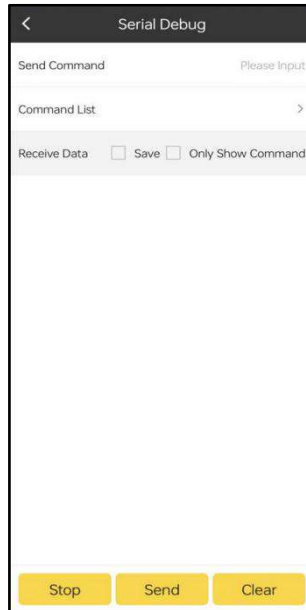 Serial Debug
Send Command Please Input
Command List
Receive Data Save Only Show Command
Stop Send Clear